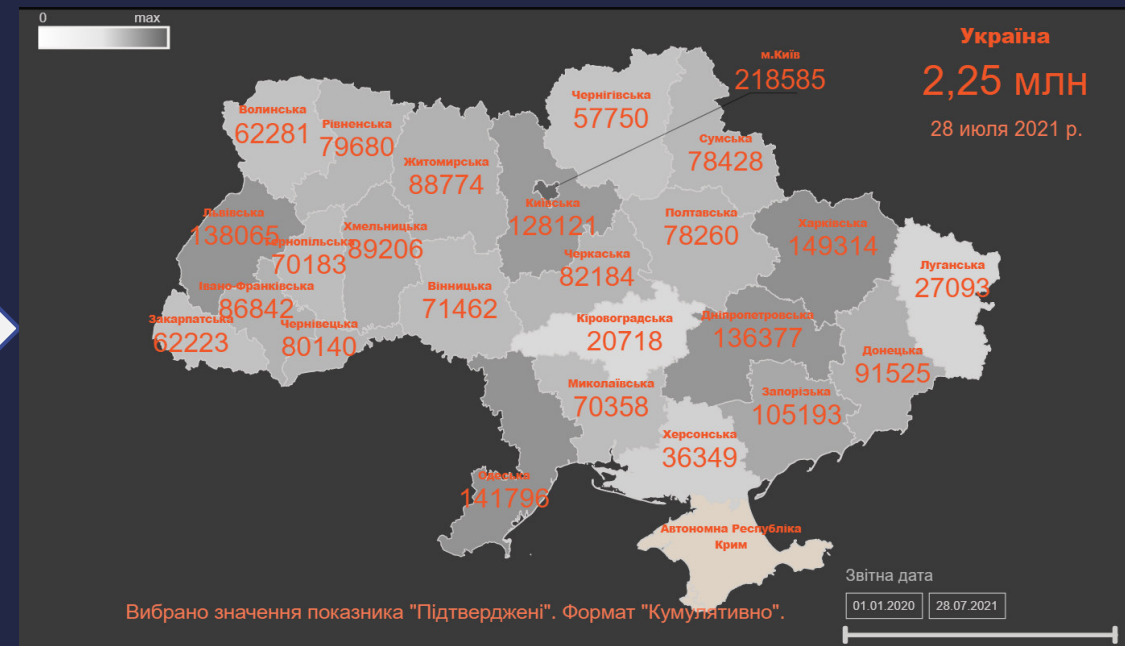 0 max
Україна
2,25 млн
28 июля 2021 р.
м.Київ
218585
Чернігівська
57750
Волинська
62281
Рівненська
79680
Сумська
78428
Житомирська
88774
Київська
128121
Львівська
138065
Тернопільська
70183
Хмельницька
89206
Полтавська
78260
Харківська
149314
Черкаська
82184
Луганська
27093
Івано-Франківська
86842
Вінницька
71462
Закарпатська
62223
Чернівецька
80140
Кіровоградська
20718
Дніпропетровська
136377
Донецька
91525
Миколаївська
70358
Запорізька
105193
Херсонська
36349
Одеська
141796
Автономна Республіка
Крим
Звітна дата
01.01.2020 28.07.2021
Вибрано значення показника "Підтверджені". Формат "Кумулятивно".